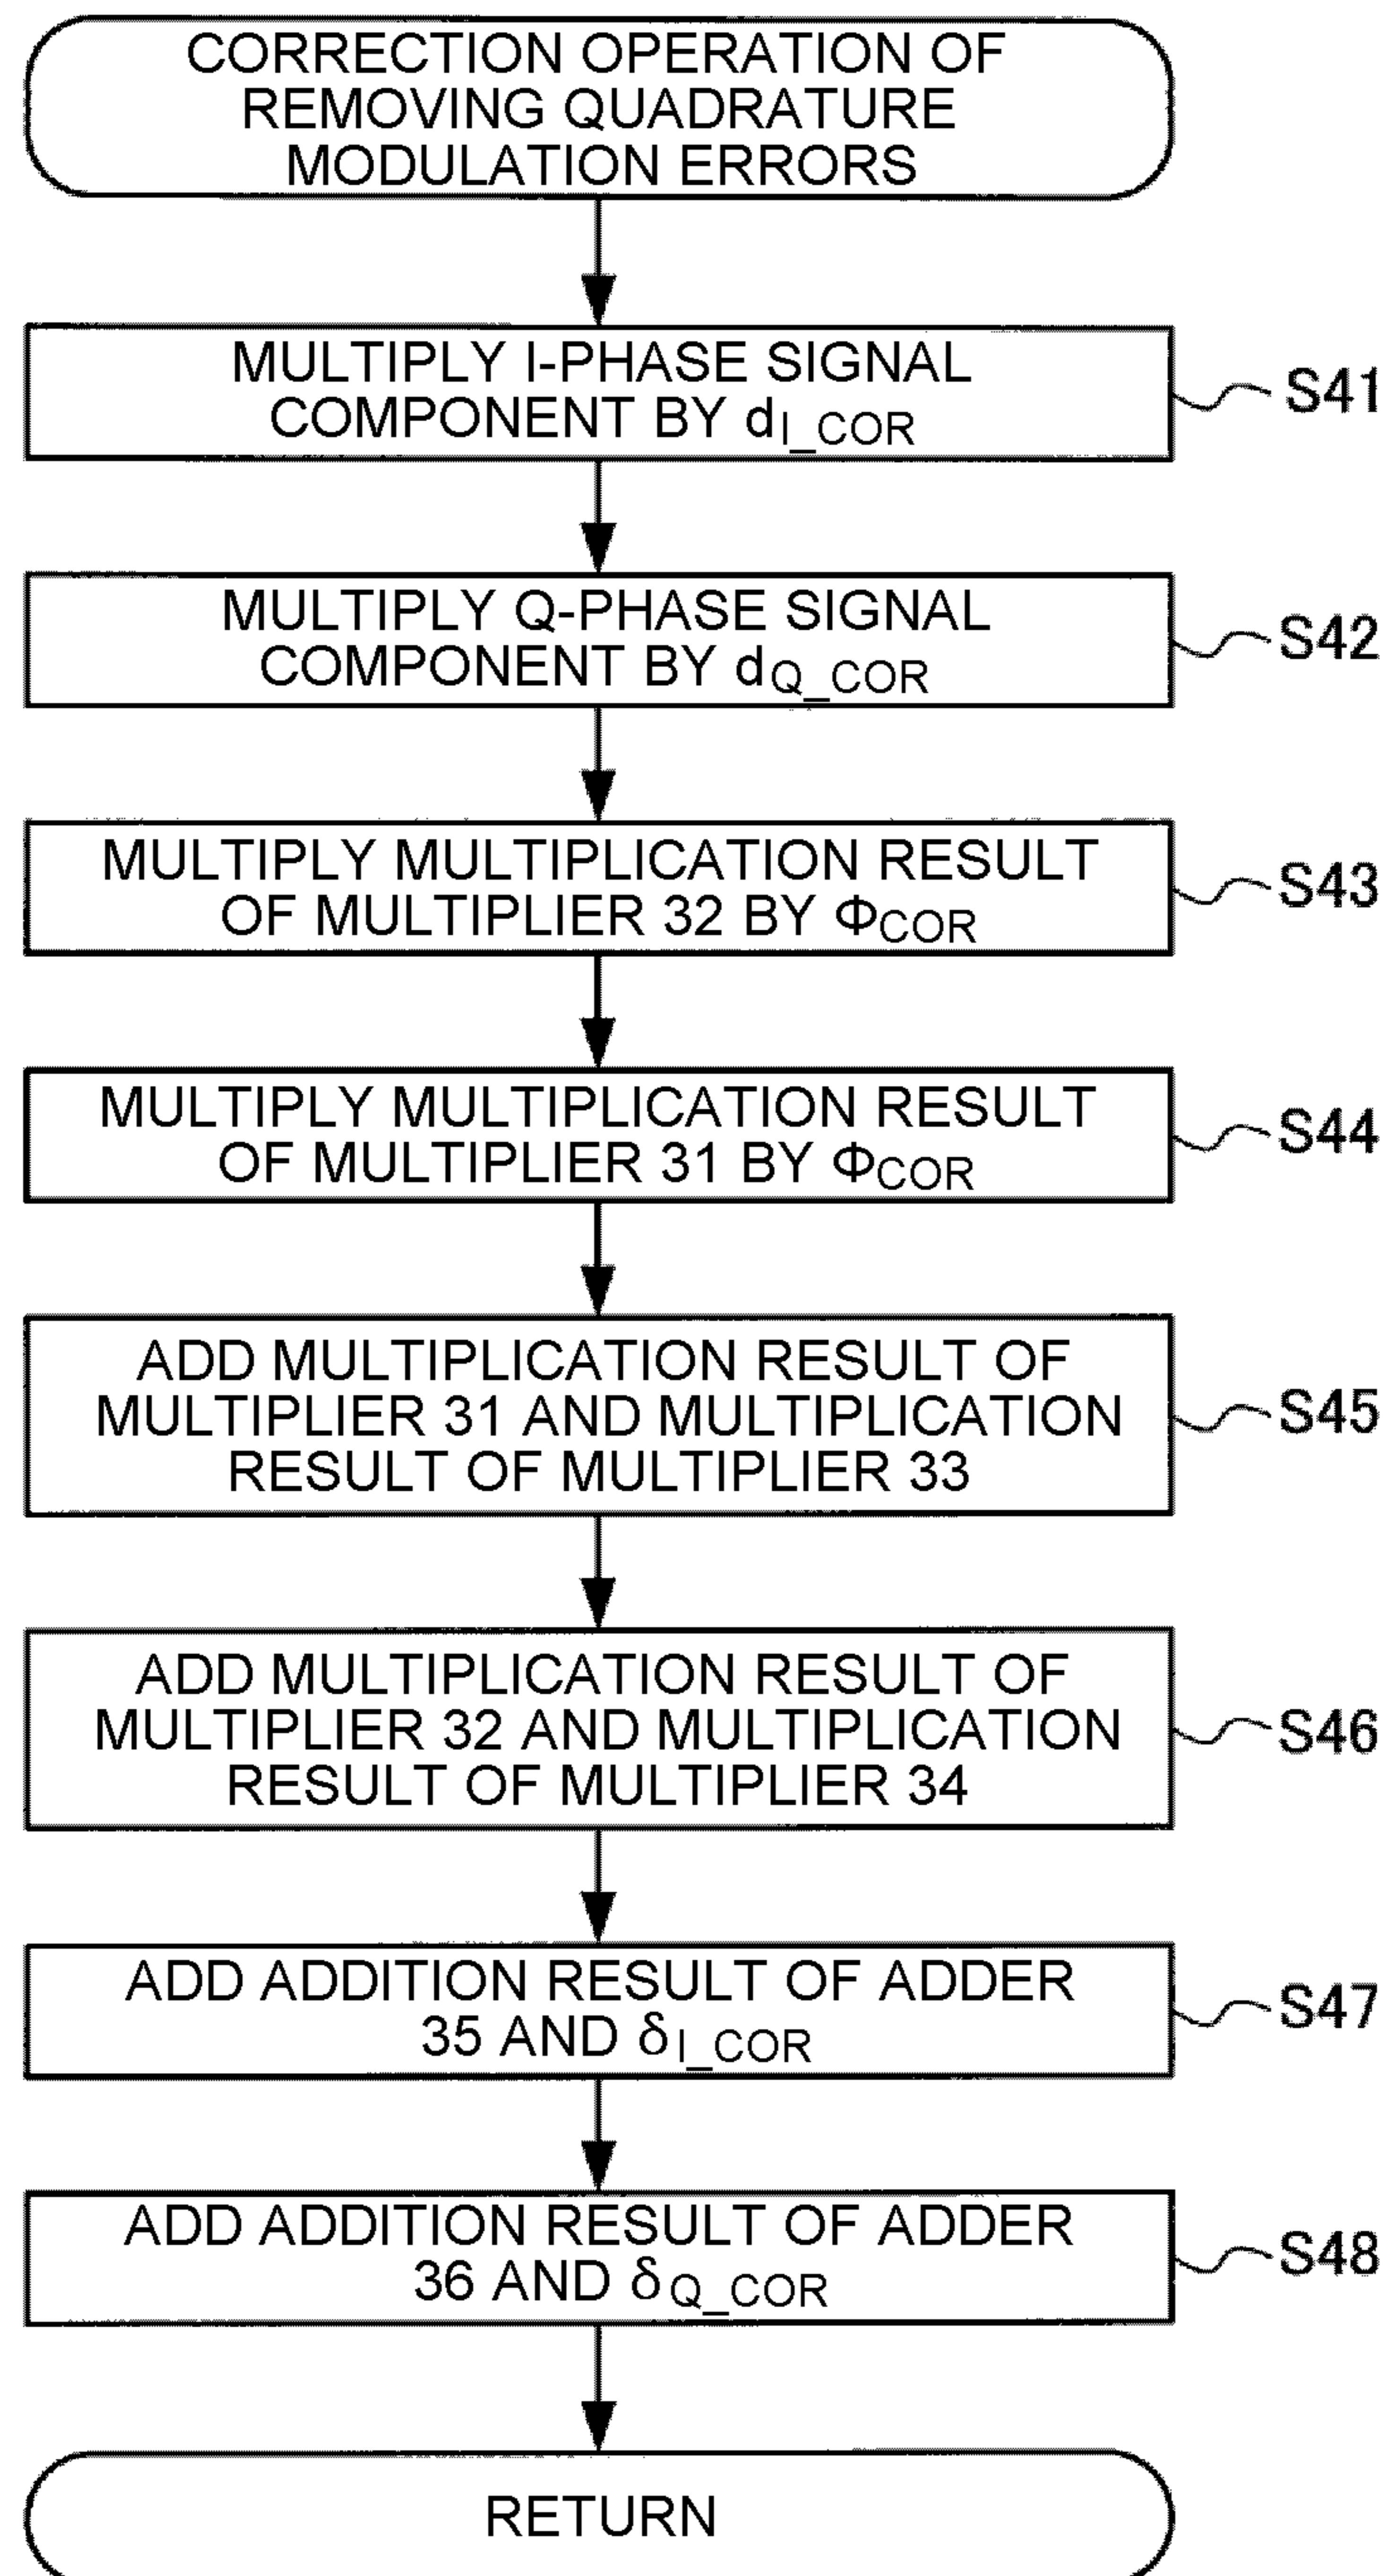 CORRECTION OPERATION OF
REMOVING QUADRATURE
MODULATION ERRORS
MULTIPLY I-PHASE SIGNAL
COMPONENT BY dI_COR
S41
MULTIPLY Q-PHASE SIGNAL
COMPONENT BY dQ_COR
S42
MULTIPLY MULTIPLICATION RESULT
OF MULTIPLIER 32 BY ΦCOR
S43
MULTIPLY MULTIPLICATION RESULT
OF MULTIPLIER 31 BY ΦCOR
S44
ADD MULTIPLICATION RESULT OF
MULTIPLIER 31 AND MULTIPLICATION
RESULT OF MULTIPLIER 33
S45
ADD MULTIPLICATION RESULT OF
MULTIPLIER 32 AND MULTIPLICATION
RESULT OF MULTIPLIER 34
S46
ADD ADDITION RESULT OF ADDER
35 AND δI_COR
S47
ADD ADDITION RESULT OF ADDER
36 AND δQ_COR
S48
RETURN